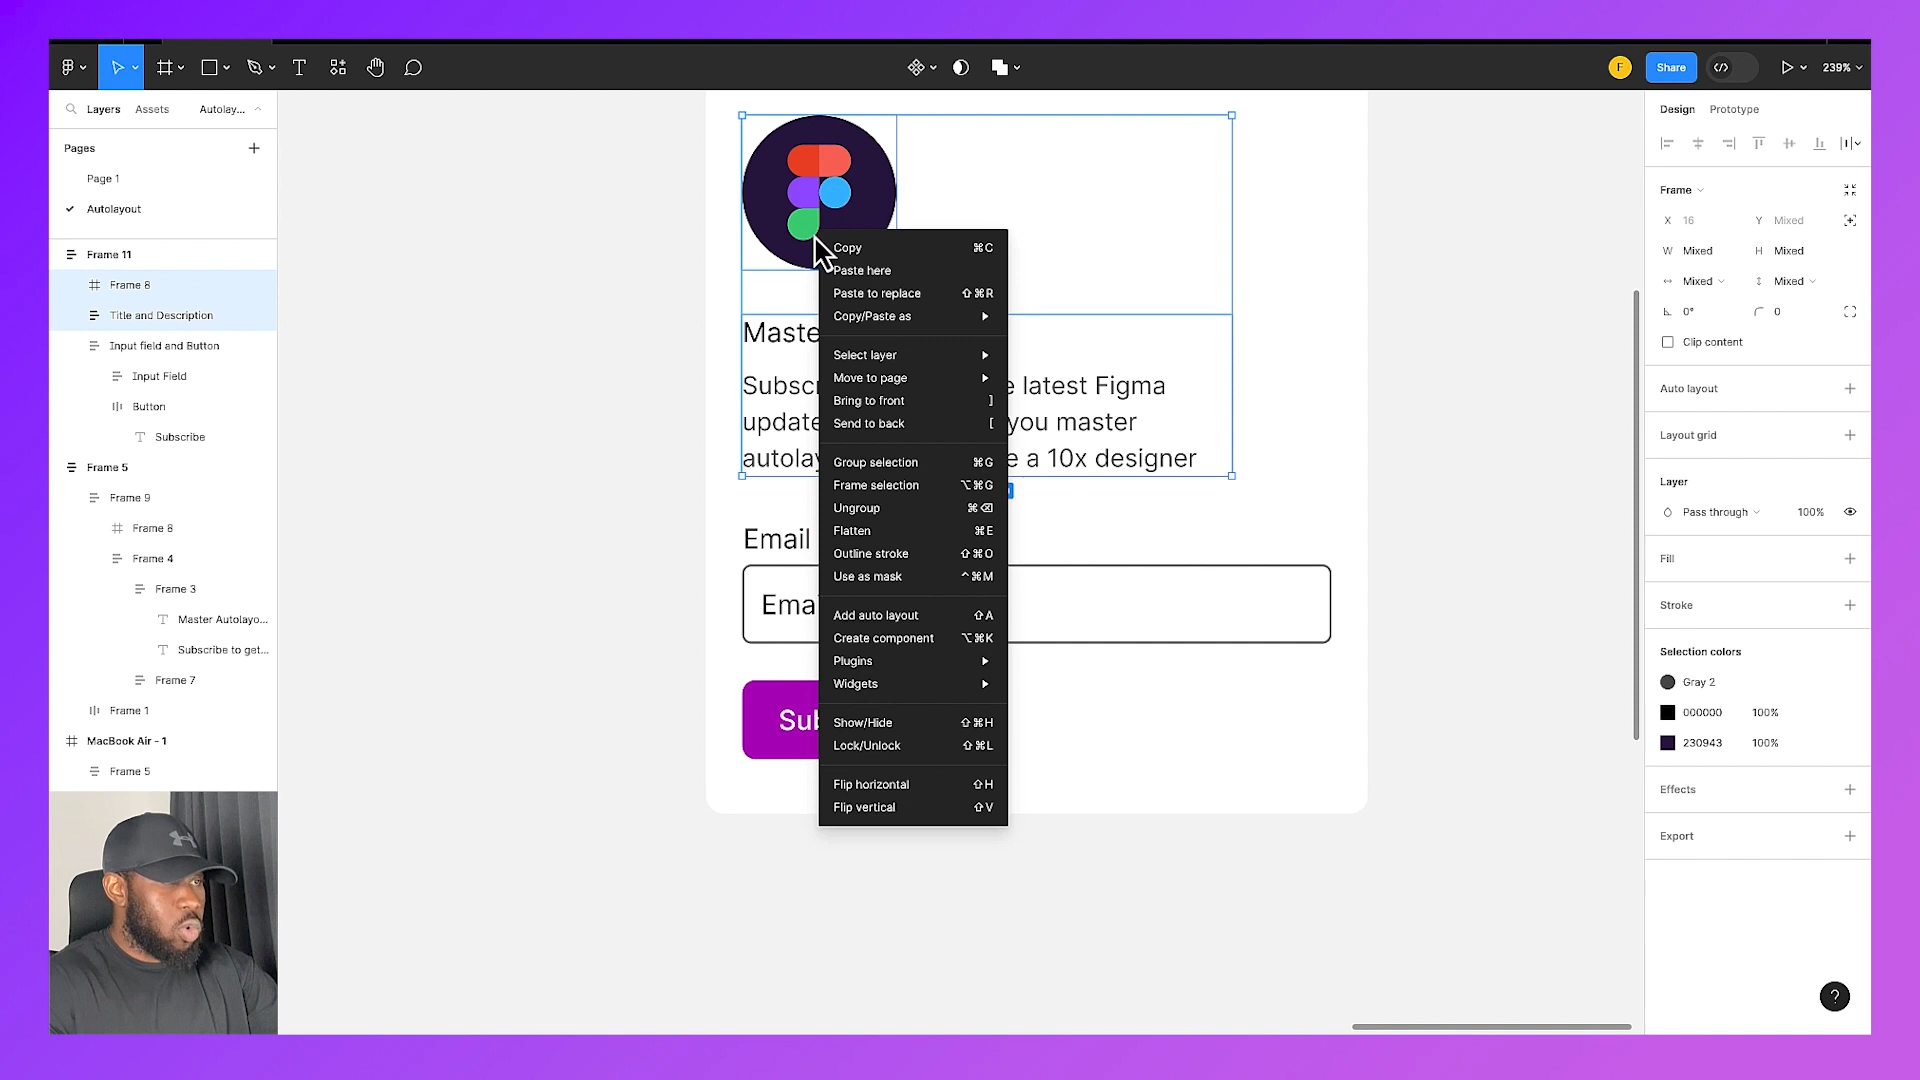 F
Share
239%
Layers
Assets
Autolay...
Design
Prototype
Pages
Page 1
Autolayout
Frame 11
Frame 8
Title and Description
Input field and Button
Input Field
Button
Subscribe
Frame 5
Frame 9
Frame 8
Frame 4
Frame 3
Master Autolayo...
Subscribe to get...
Frame 7
Frame 1
MacBook Air - 1
Frame 5
Maste
Subscr
e latest Figma
update
you master
autolay
e a 10x designer
Email
Emai
Sub
Copy ⌘C
Paste here
Paste to replace ⇧⌘R
Copy/Paste as
Select layer
Move to page
Bring to front ]
Send to back [
Group selection ⌘G
Frame selection ⌥⌘G
Ungroup ⌘⌫
Flatten ⌘E
Outline stroke ⇧⌘O
Use as mask ^⌘M
Add auto layout ⇧A
Create component ⌥⌘K
Plugins
Widgets
Show/Hide ⇧⌘H
Lock/Unlock ⇧⌘L
Flip horizontal ⇧H
Flip vertical ⇧V
Frame
X 16 Y Mixed
W Mixed H Mixed
Mixed Mixed
0° 0
Clip content
Auto layout
Layout grid
Layer
Pass through 100%
Fill
Stroke
Selection colors
Gray 2
000000 100%
230943 100%
Effects
Export
?